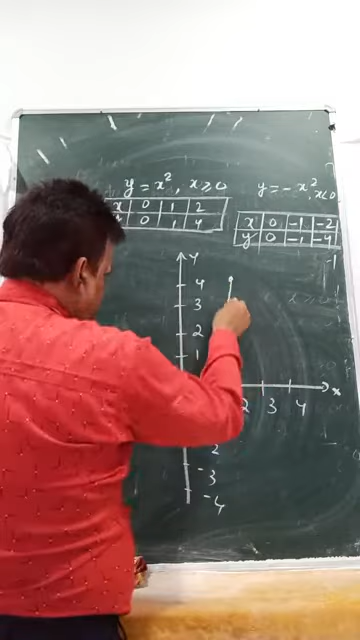 y = x², x ⩾ 0
y = - x², x < 0
x 0 1 2
0 1 4
x 0 -1 -2
y 0 -1 -4
y
4
3
2
1
2 3 4 x
2
-3
-4